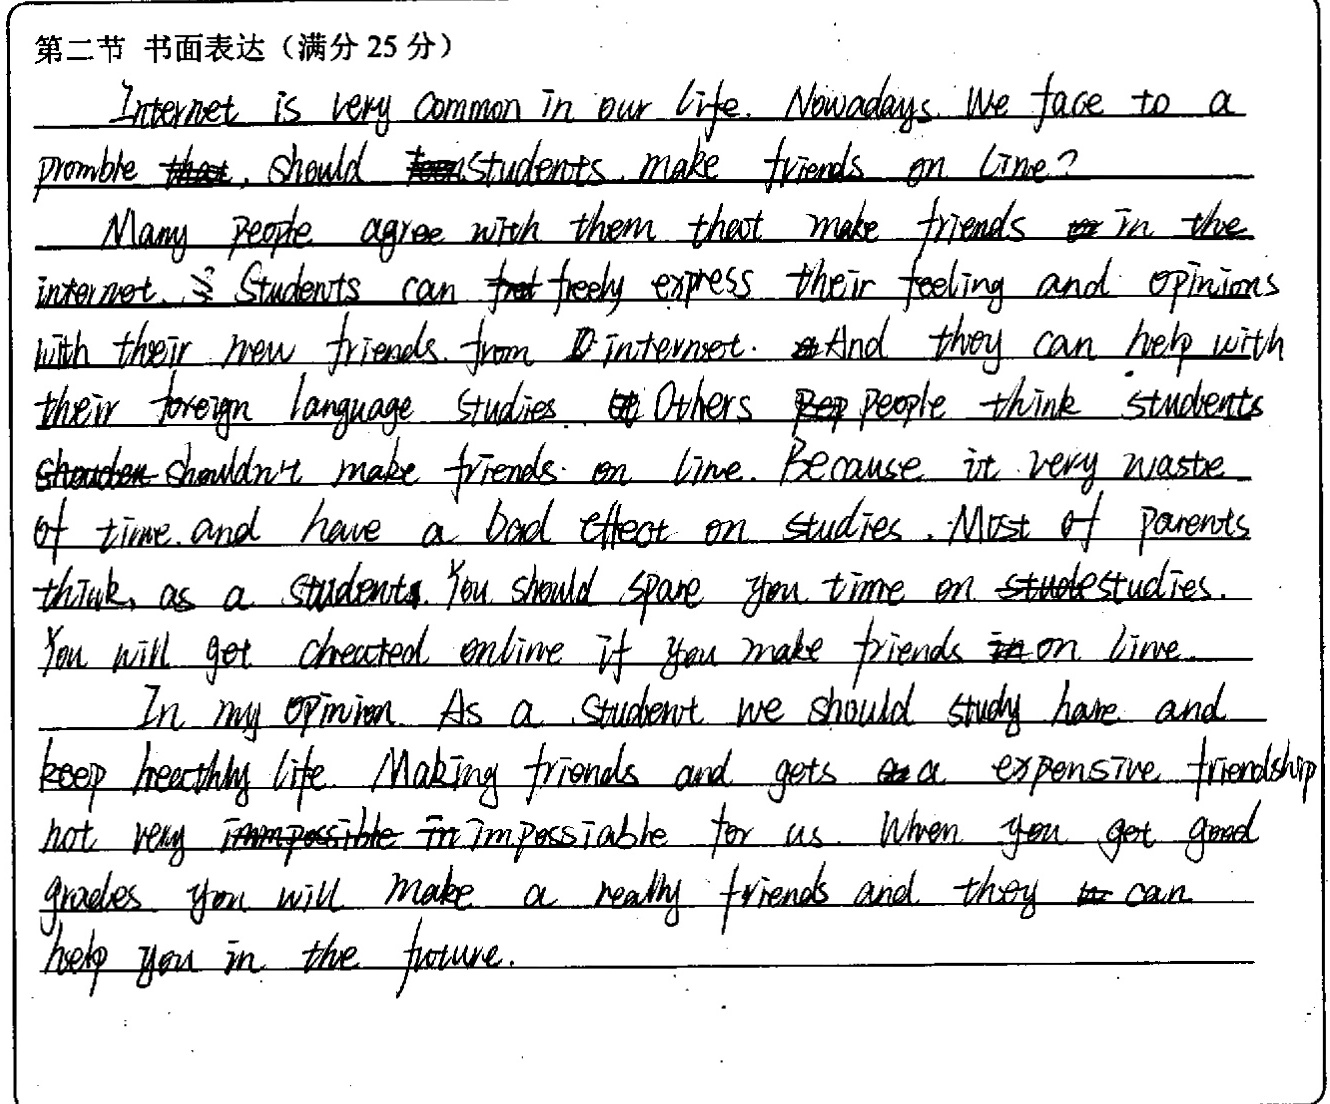 第二节 书面表达（满分 25 分）
Internet is very common in our life. Nowadays. We face to a
promble that, should students make friends on line?
Many people agree with them that make friends in the
internet. Students can freely express their feeling and opinions
with their new friends from internet. And they can help with
their foreign language studies. Others people think students
shouldn't make friends on line. Because it very waste
of time and have a bad effect on studies. Most of parents
think, as a students. You should spare you time on studies.
You will get cheated online if you make friends on line.
In my opinion As a student we should study hare and
keep hearthly life. Making friends and gets a expensive friendship
not very impossiable for us. When you get good
grades you will make a really friends and they can
help you in the future.